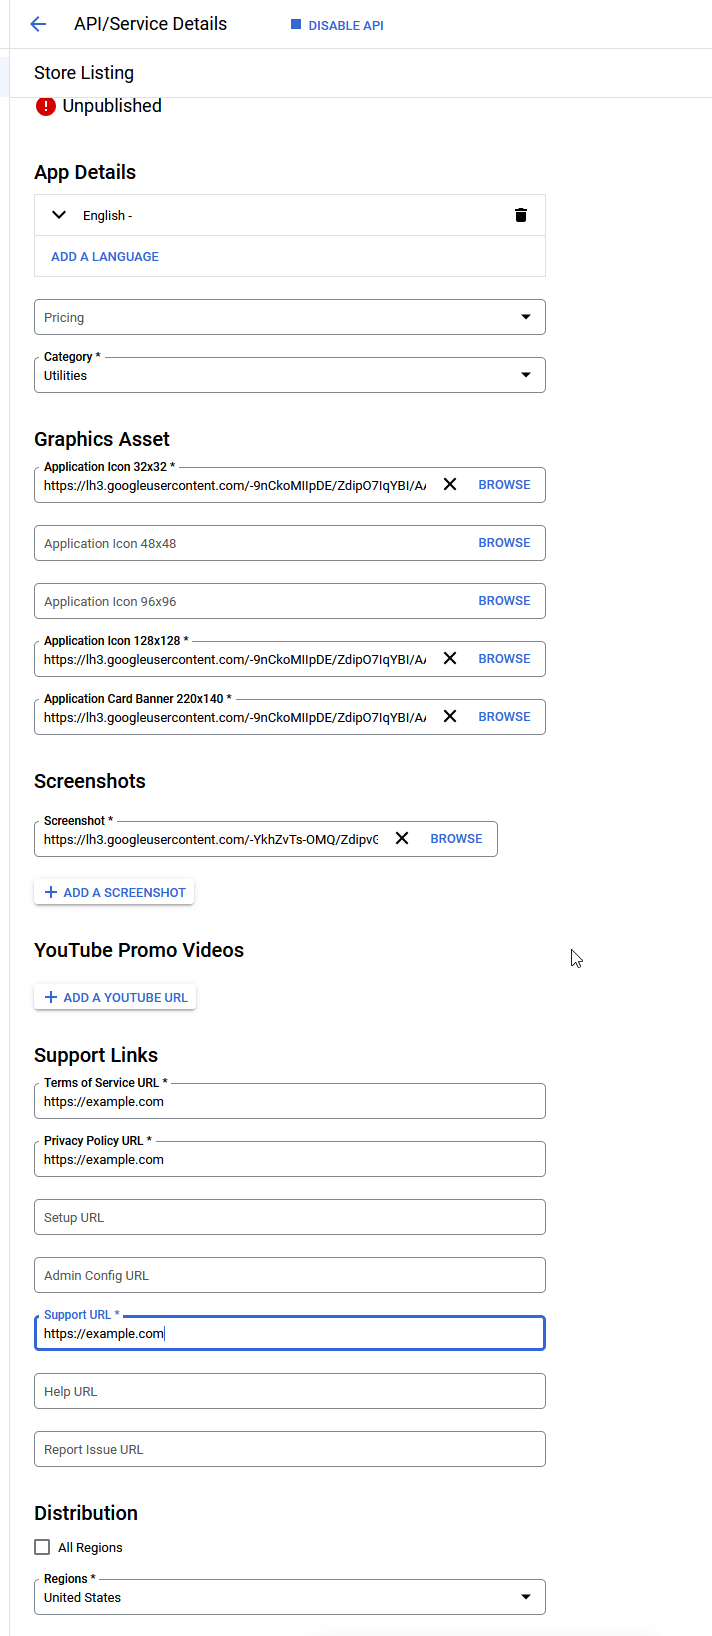 API/Service Details
DISABLE API
Store Listing
Unpublished
App Details
English -
ADD A LANGUAGE
Pricing
Category *
Utilities
Graphics Asset
Application Icon 32x32 *
https://lh3.googleusercontent.com/-9nCkoMIIpDE/ZdipO7IqYBI/AA
BROWSE
Application Icon 48x48
BROWSE
Application Icon 96x96
BROWSE
Application Icon 128x128 *
https://lh3.googleusercontent.com/-9nCkoMIIpDE/ZdipO7IqYBI/AA
BROWSE
Application Card Banner 220x140 *
https://lh3.googleusercontent.com/-9nCkoMIIpDE/ZdipO7IqYBI/AA
BROWSE
Screenshots
Screenshot *
https://lh3.googleusercontent.com/-YkhZvTs-OMQ/ZdipvG
BROWSE
+ ADD A SCREENSHOT
YouTube Promo Videos
+ ADD A YOUTUBE URL
Support Links
Terms of Service URL *
https://example.com
Privacy Policy URL *
https://example.com
Setup URL
Admin Config URL
Support URL *
https://example.com
Help URL
Report Issue URL
Distribution
All Regions
Regions *
United States